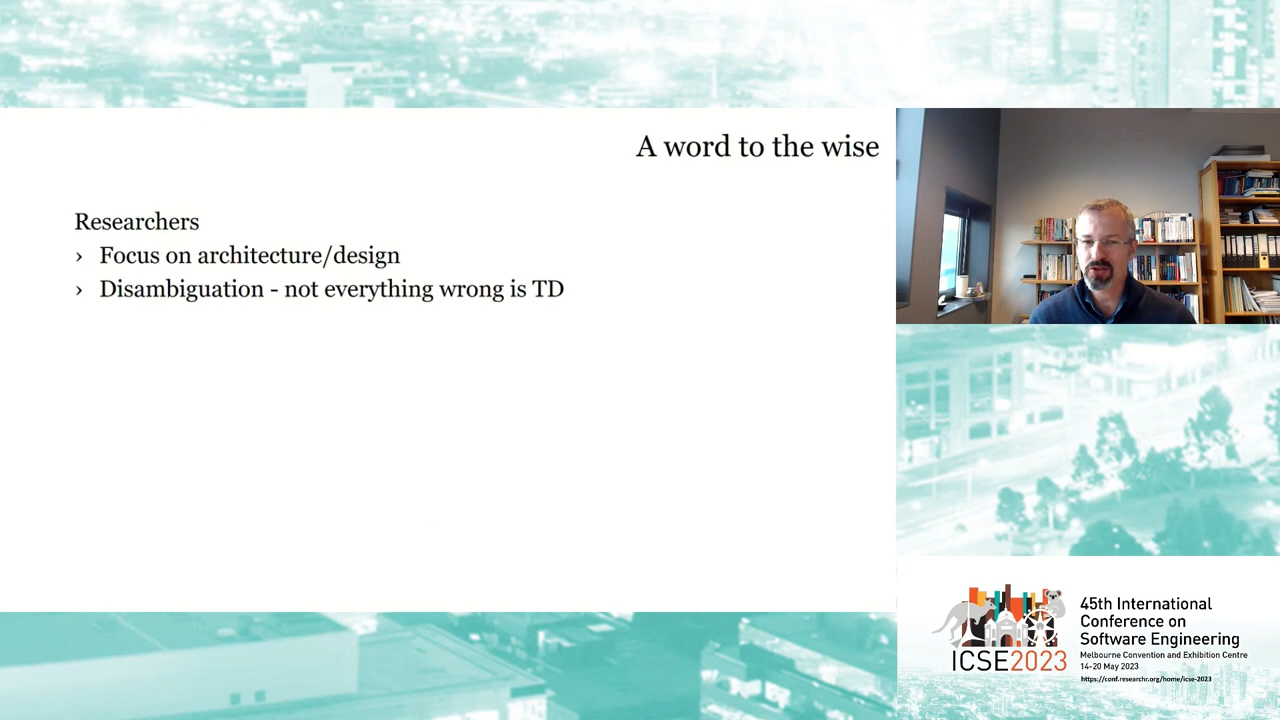 A word to the wise
Researchers
› Focus on architecture/design
› Disambiguation - not everything wrong is TD
ICSE2023
45th International
Conference on
Software Engineering
Melbourne Convention and Exhibition Centre
14-20 May 2023
https://conf.researchr.org/home/icse-2023